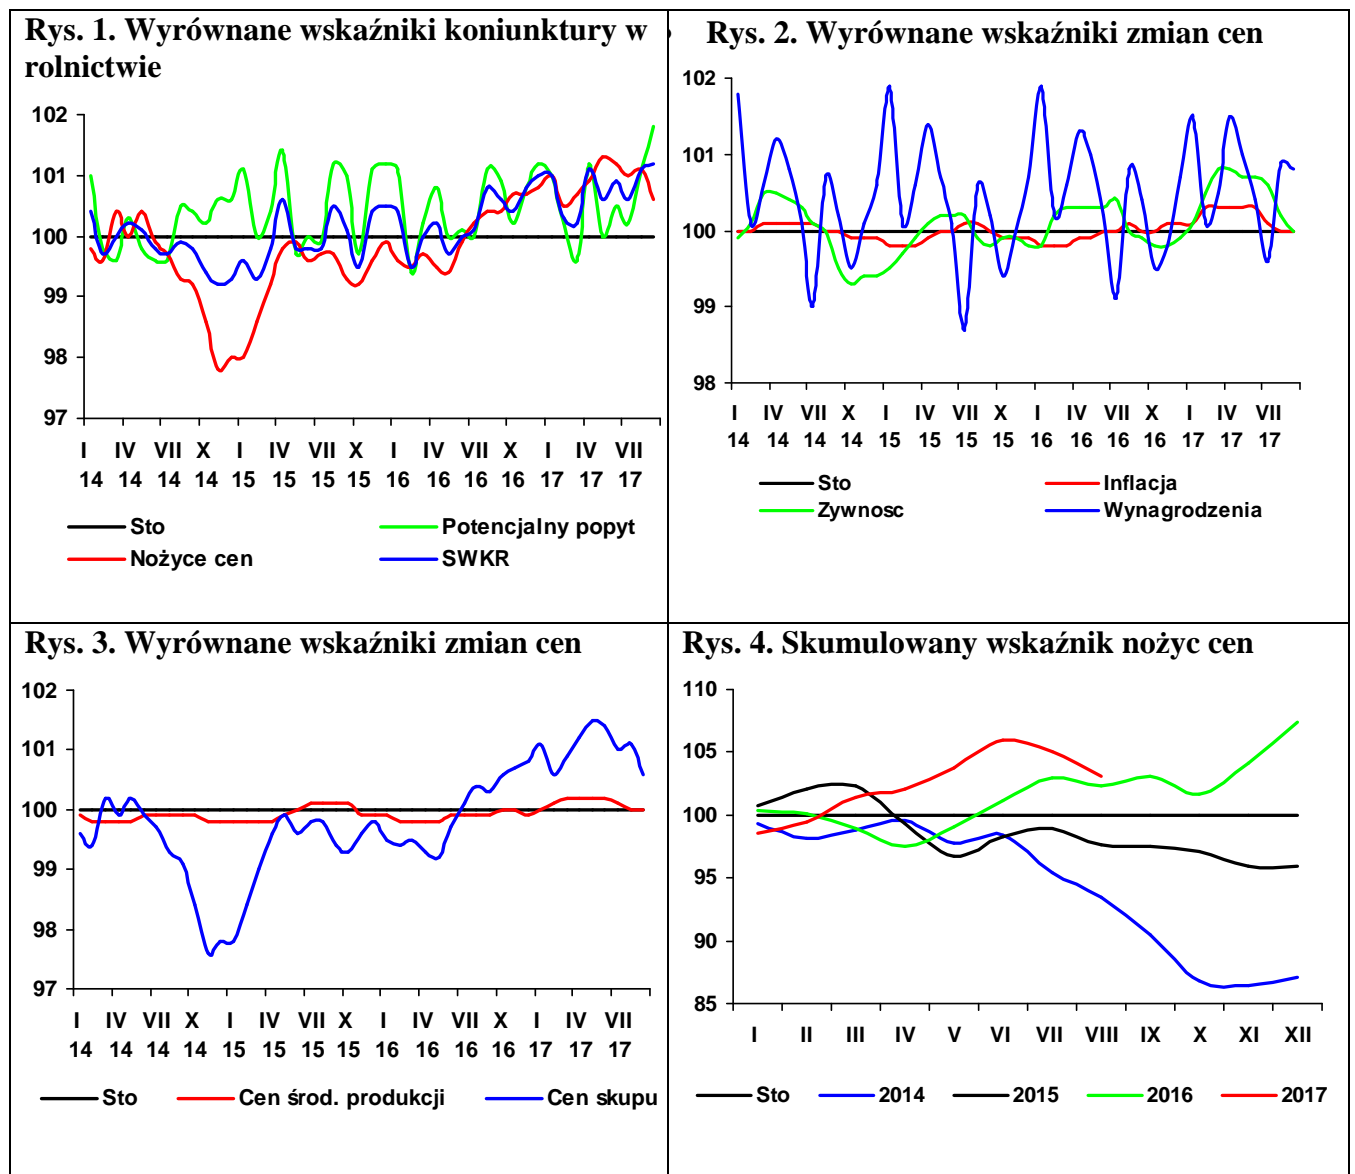 Rys. 1. Wyrównane wskaźniki koniunktury w
rolnictwie
102
101
100
99
98
97
I IV VII X I IV VII X I IV VII X I IV VII
14 14 14 14 15 15 15 15 16 16 16 16 17 17 17
Sto Potencjalny popyt
Nożyce cen SWKR
Rys. 2. Wyrównane wskaźniki zmian cen
102
101
100
99
98
I IV VII X I IV VII X I IV VII X I IV VII
14 14 14 14 15 15 15 15 16 16 16 16 17 17 17
Sto Inflacja
Zywnosc Wynagrodzenia
Rys. 3. Wyrównane wskaźniki zmian cen
102
101
100
99
98
97
I IV VII X I IV VII X I IV VII X I IV VII
14 14 14 14 15 15 15 15 16 16 16 16 17 17 17
Sto Cen środ. produkcji Cen skupu
Rys. 4. Skumulowany wskaźnik nożyc cen
110
105
100
95
90
85
I II III IV V VI VII VIII IX X XI XII
Sto 2014 2015 2016 2017